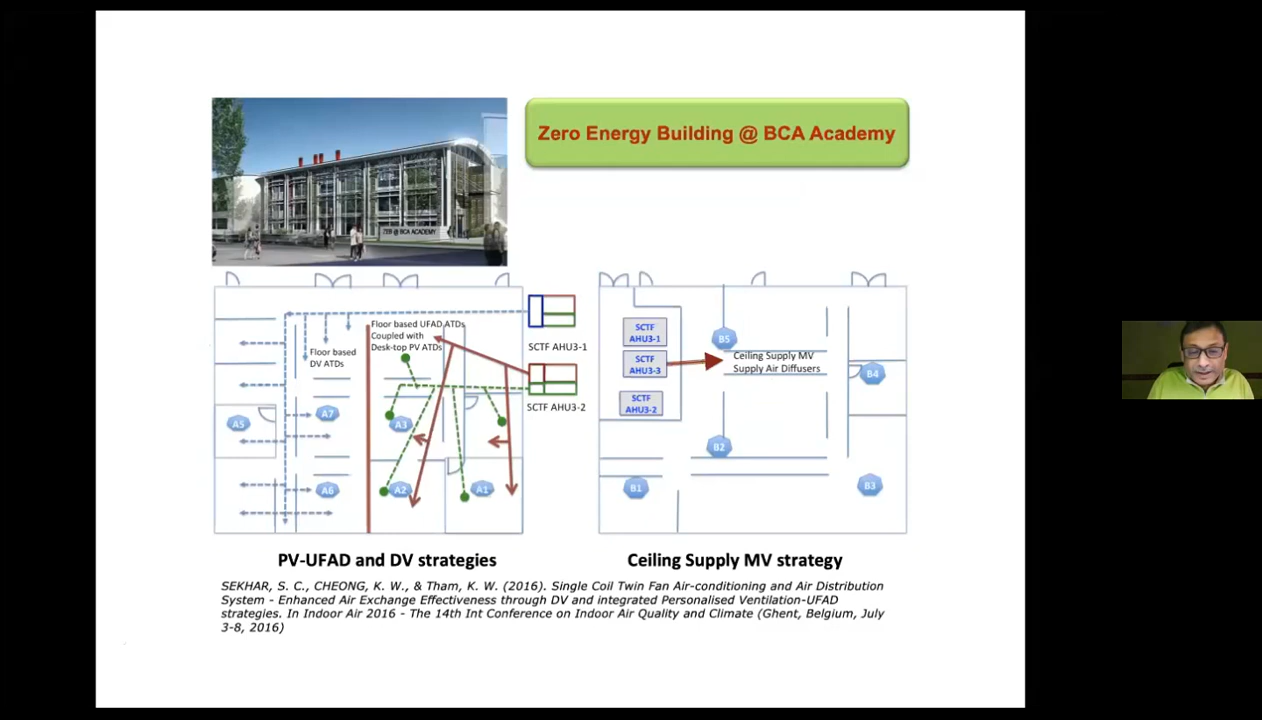 Zero Energy Building @ BCA Academy
ZEB @ BCA ACADEMY
Floor based UFAD ATDs
Coupled with
Desk-top PV ATDs
SCTF AHU3-1
Floor based
DV ATDs
SCTF AHU3-2
A5
A7
A3
A6
A2
A1
SCTF
AHU3-1
SCTF
AHU3-3
SCTF
AHU3-2
B5
Ceiling Supply MV
Supply Air Diffusers
B4
B2
B1
B3
PV-UFAD and DV strategies
Ceiling Supply MV strategy
SEKHAR, S. C., CHEONG, K. W., & Tham, K. W. (2016). Single Coil Twin Fan Air-conditioning and Air Distribution
System - Enhanced Air Exchange Effectiveness through DV and integrated Personalised Ventilation-UFAD
strategies. In Indoor Air 2016 - The 14th Int Conference on Indoor Air Quality and Climate (Ghent, Belgium, July
3-8, 2016)